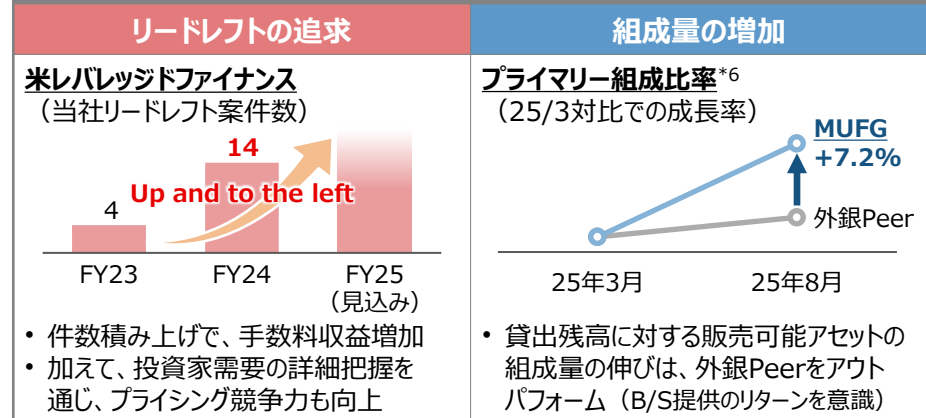 リードレフトの追求
米レバレッジドファイナンス
（当社リードレフト案件数）
14
Up and to the left
4
FY23
FY24
FY25
（見込み）
• 件数積み上げで、手数料収益増加
• 加えて、投資家需要の詳細把握を
通じ、プライシング競争力も向上
組成量の増加
プライマリー組成比率*6
（25/3対比での成長率）
MUFG
+7.2%
外銀Peer
25年3月
25年8月
• 貸出残高に対する販売可能アセットの
組成量の伸びは、外銀Peerをアウト
パフォーム（B/S提供のリターンを意識）